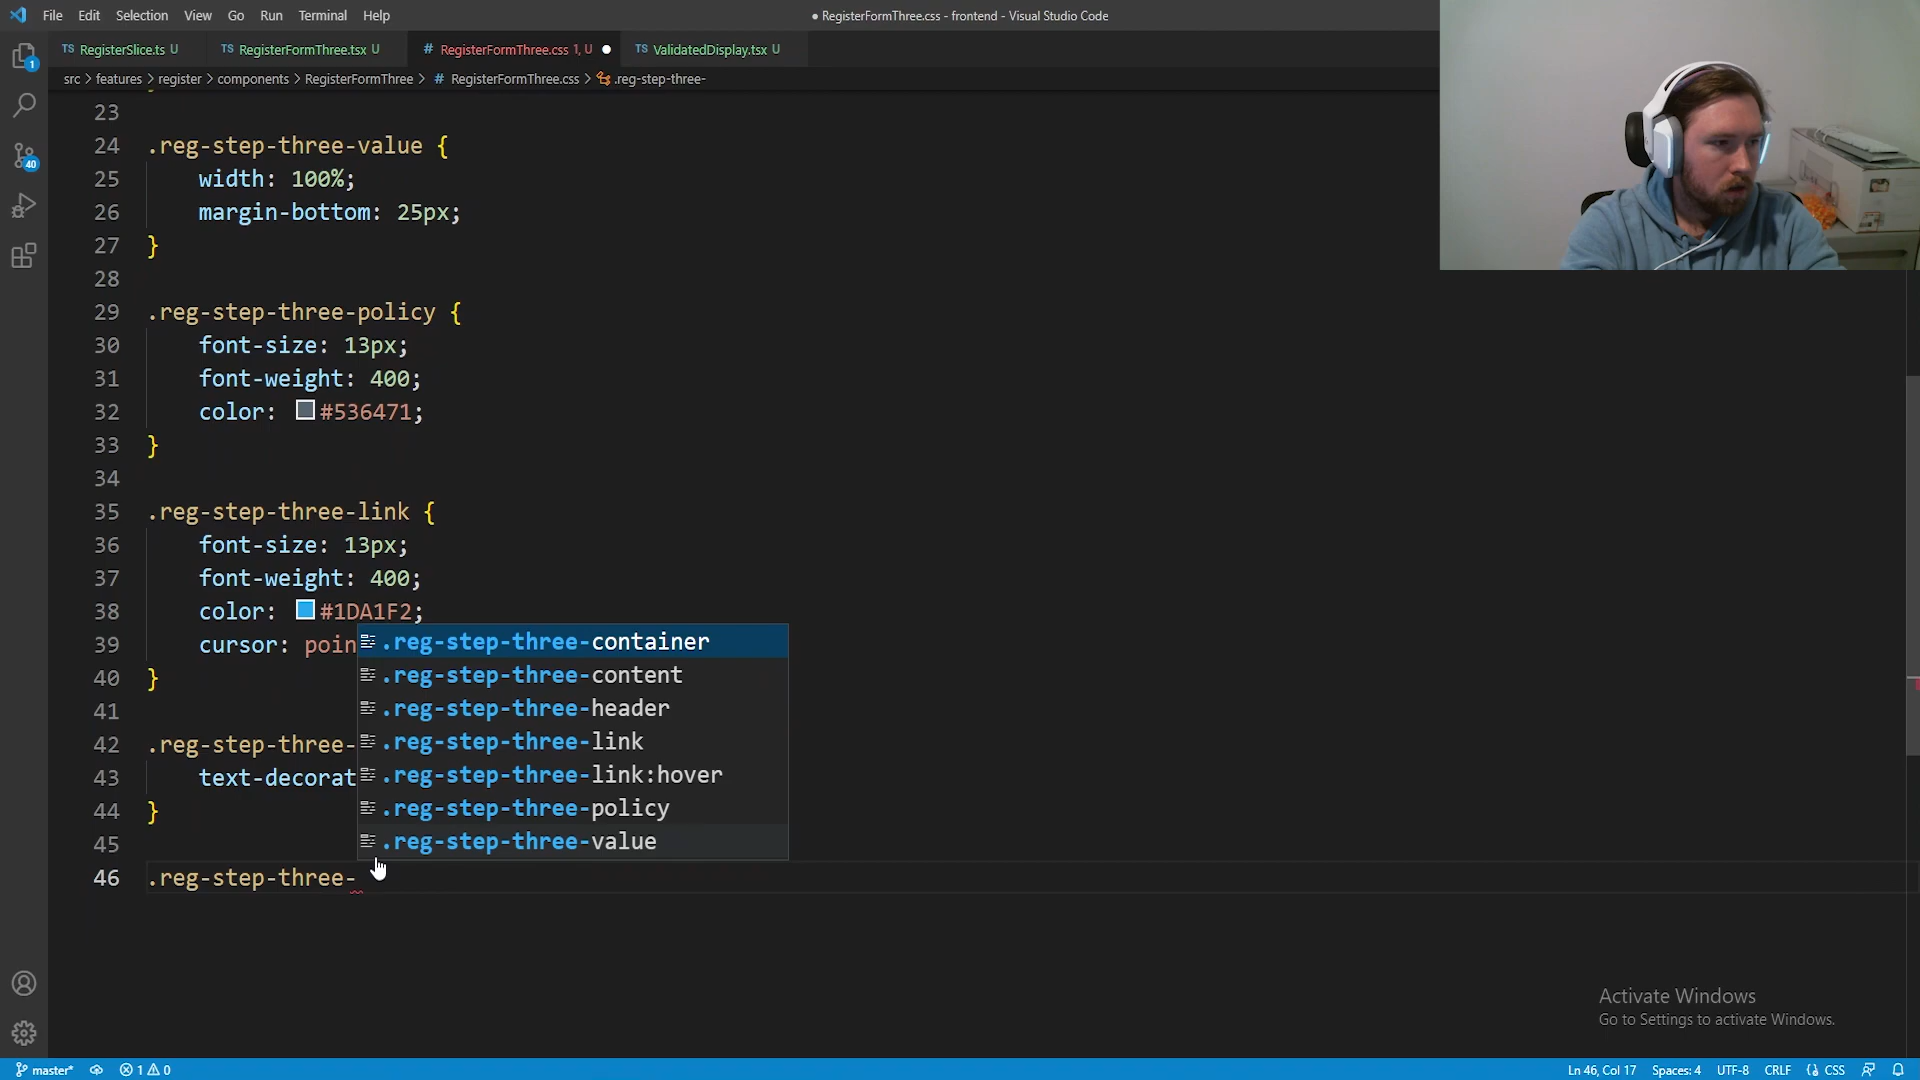 File Edit Selection View Go Run Terminal Help
● RegisterFormThree.css - frontend - Visual Studio Code
TS RegisterSlice.ts U
TS RegisterFormThree.tsx U
# RegisterFormThree.css 1, U ●
TS ValidatedDisplay.tsx U
src > features > register > components > RegisterFormThree > # RegisterFormThree.css > .reg-step-three-
1
40
23
24 .reg-step-three-value {
25 width: 100%;
26 margin-bottom: 25px;
27 }
28
29 .reg-step-three-policy {
30 font-size: 13px;
31 font-weight: 400;
32 color: #536471;
33 }
34
35 .reg-step-three-link {
36 font-size: 13px;
37 font-weight: 400;
38 color: #1DA1F2;
39 cursor: poin
40 }
41
42 .reg-step-three-
43 text-decorat
44 }
45
46 .reg-step-three-
.reg-step-three-container
.reg-step-three-content
.reg-step-three-header
.reg-step-three-link
.reg-step-three-link:hover
.reg-step-three-policy
.reg-step-three-value
Activate Windows
Go to Settings to activate Windows.
master* 1 0
Ln 46, Col 17 Spaces: 4 UTF-8 CRLF {} CSS